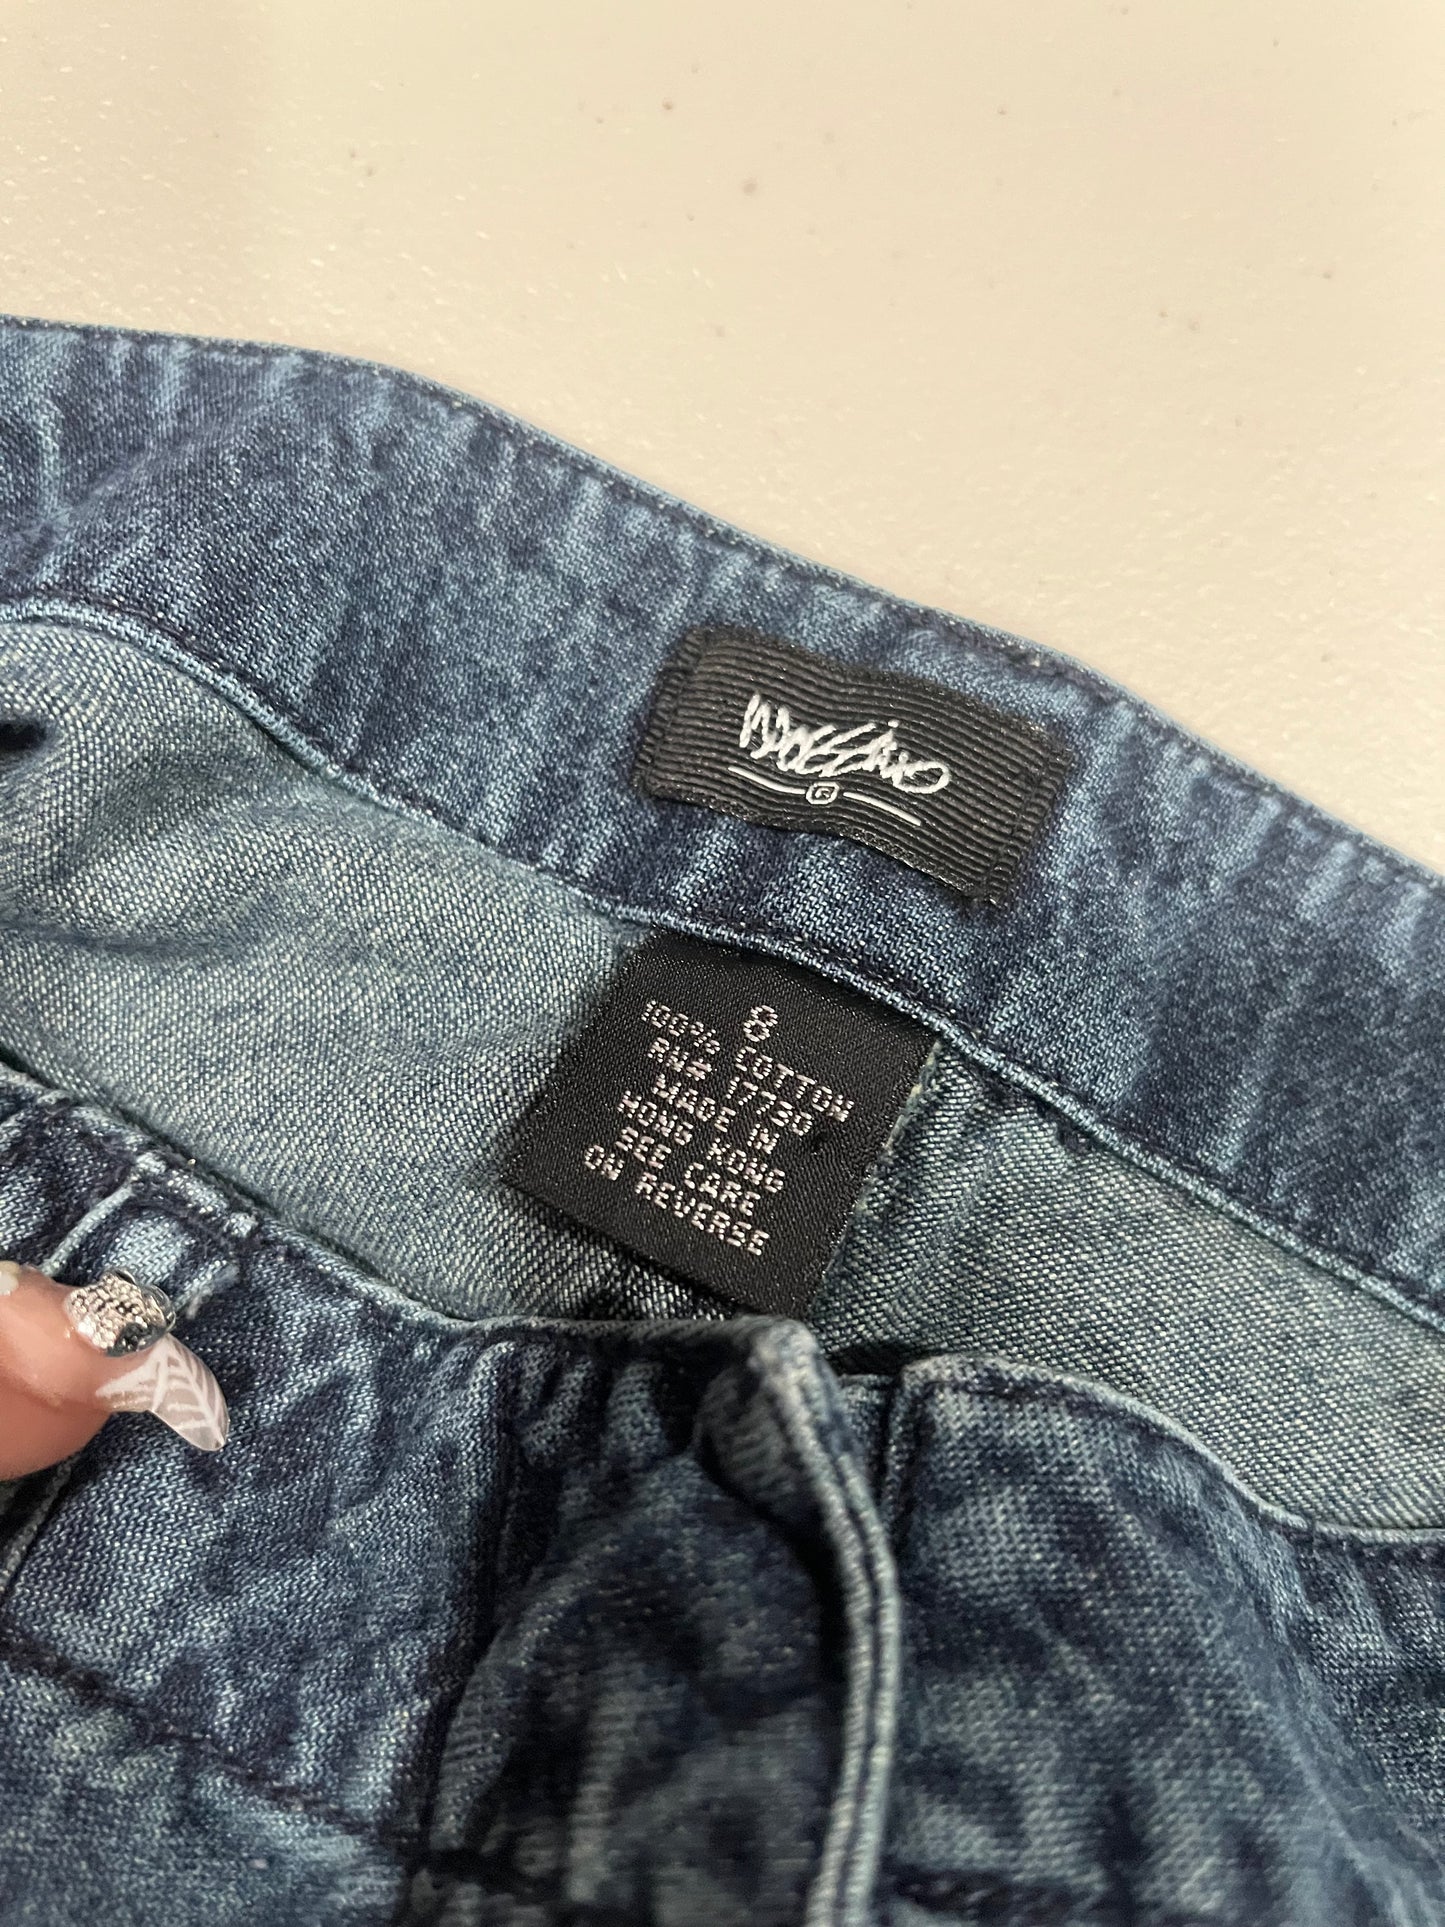 Mossimo
®
8
100% COTTON
RN# 17730
MADE IN
HONG KONG
SEE CARE
ON REVERSE